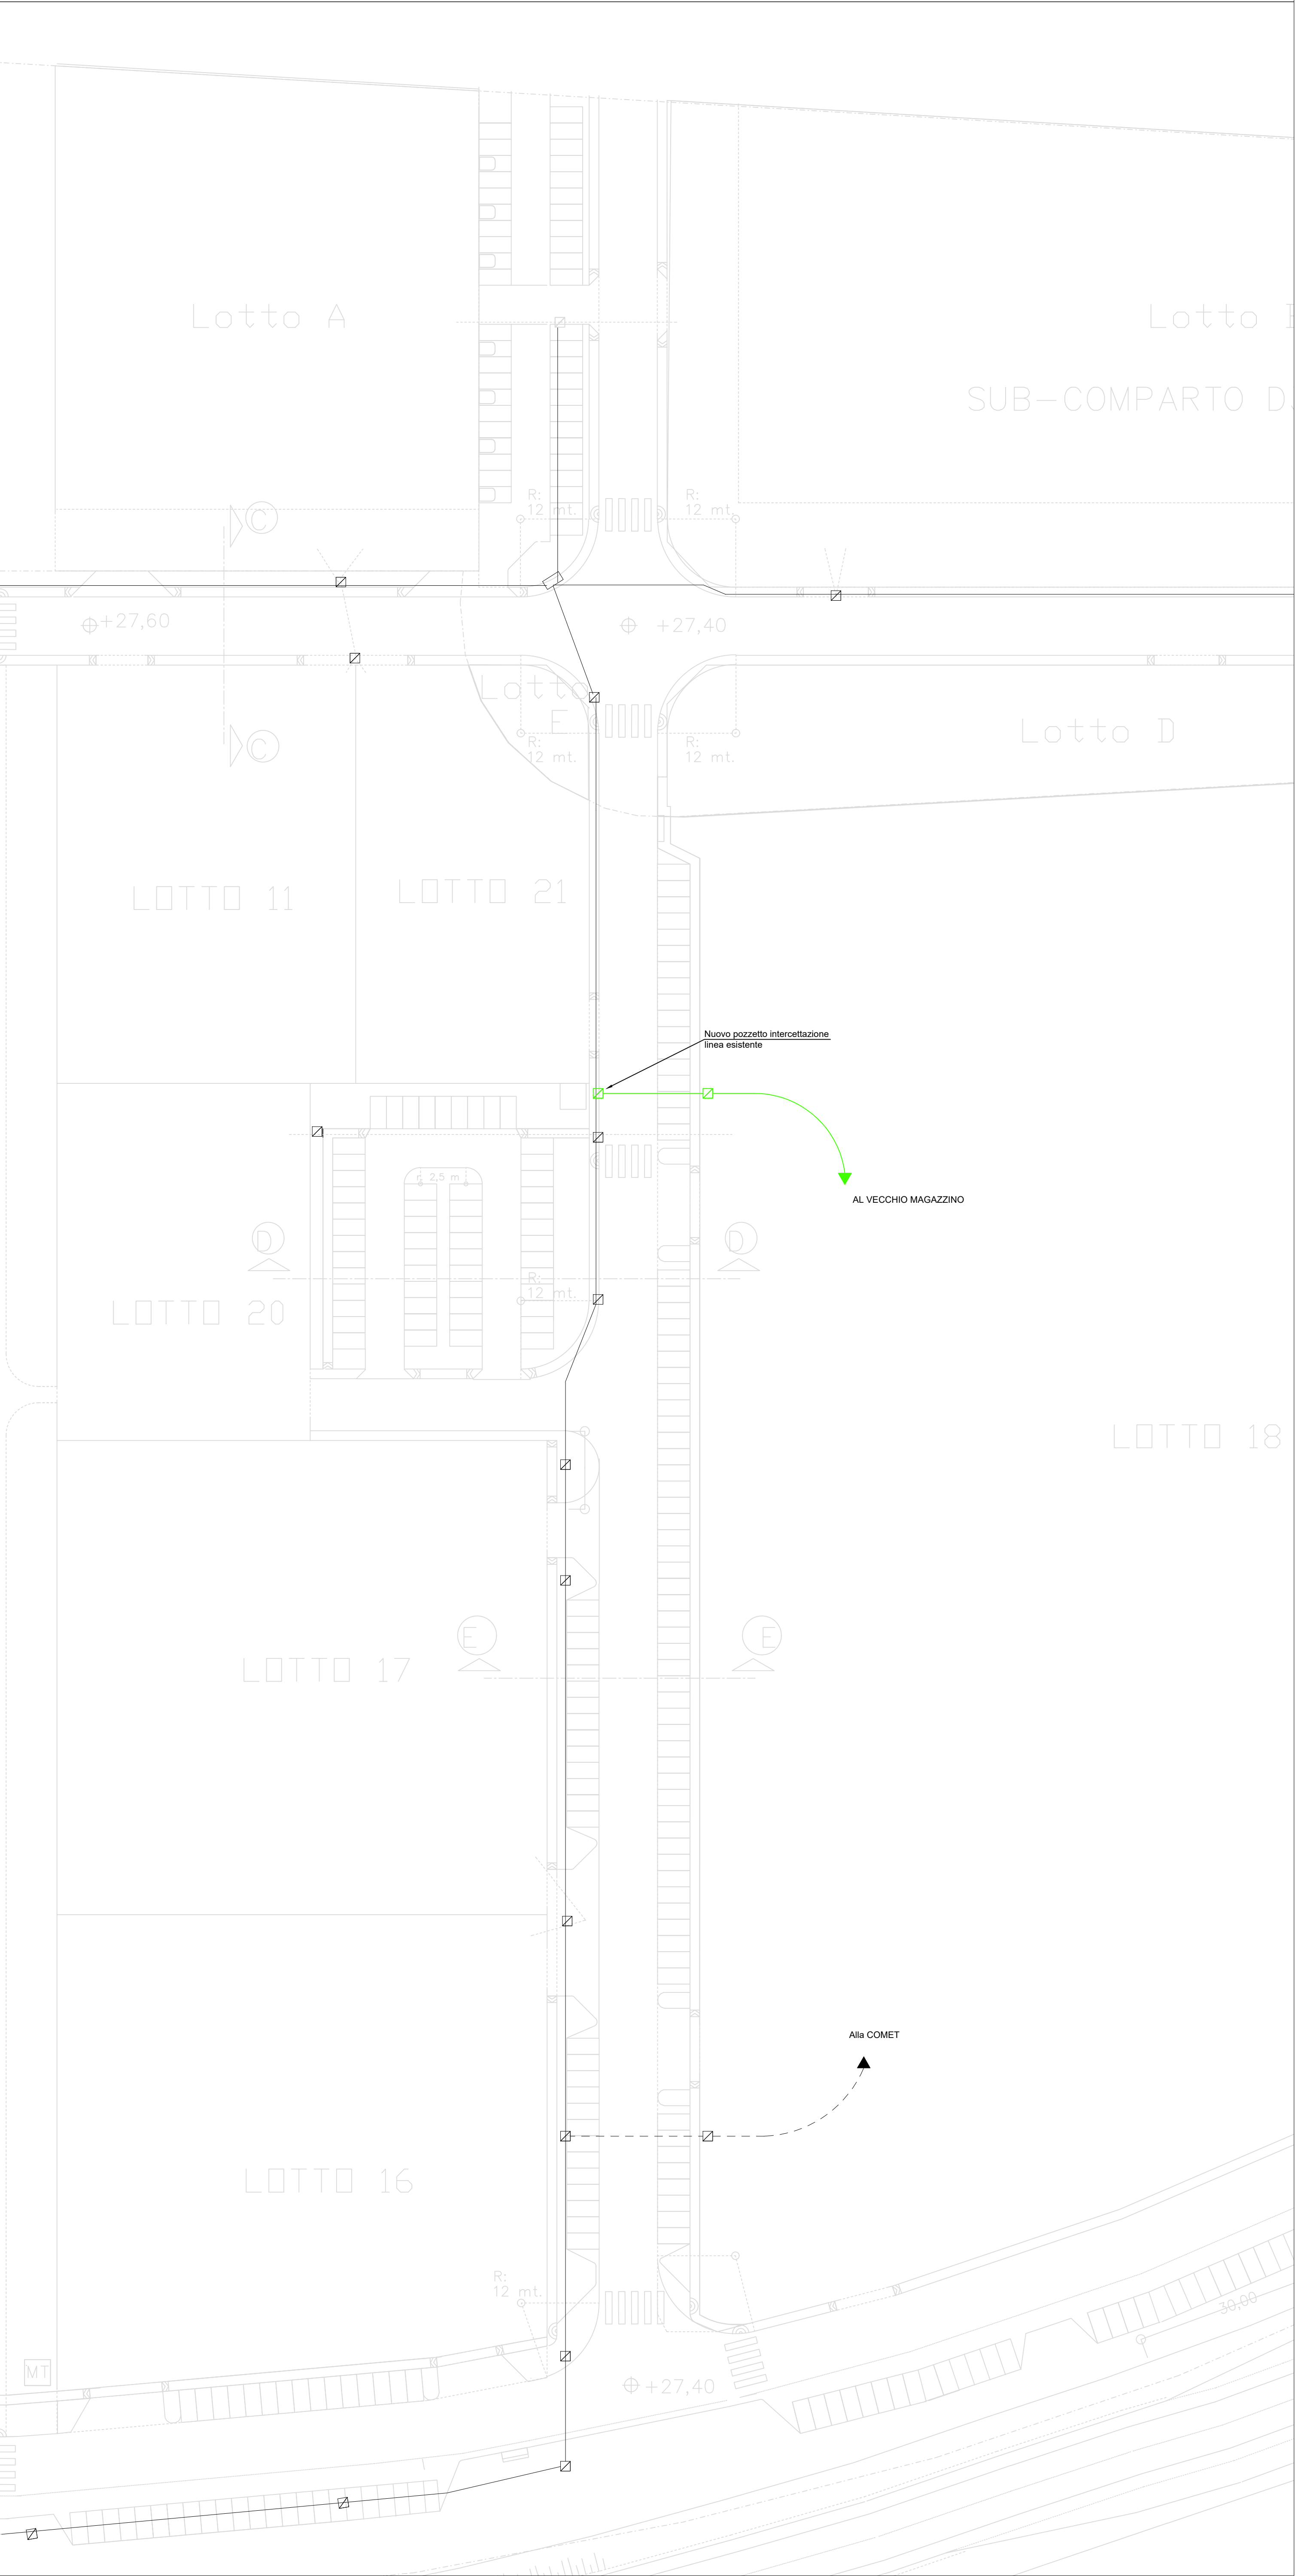 Lotto A
Lotto
SUB-COMPARTO D.
R:
12 mt.
R:
12 mt.
C
+27,60
+27,40
Lotto
E
Lotto D
C
R:
12 mt.
R:
12 mt.
LOTTO 11
LOTTO 21
Nuovo pozzetto intercettazione
linea esistente
r 2,5 m
AL VECCHIO MAGAZZINO
D
D
R:
12 mt.
LOTTO 20
LOTTO 18
E
E
LOTTO 17
Alla COMET
LOTTO 16
R:
12 mt.
30,00
MT
+27,40